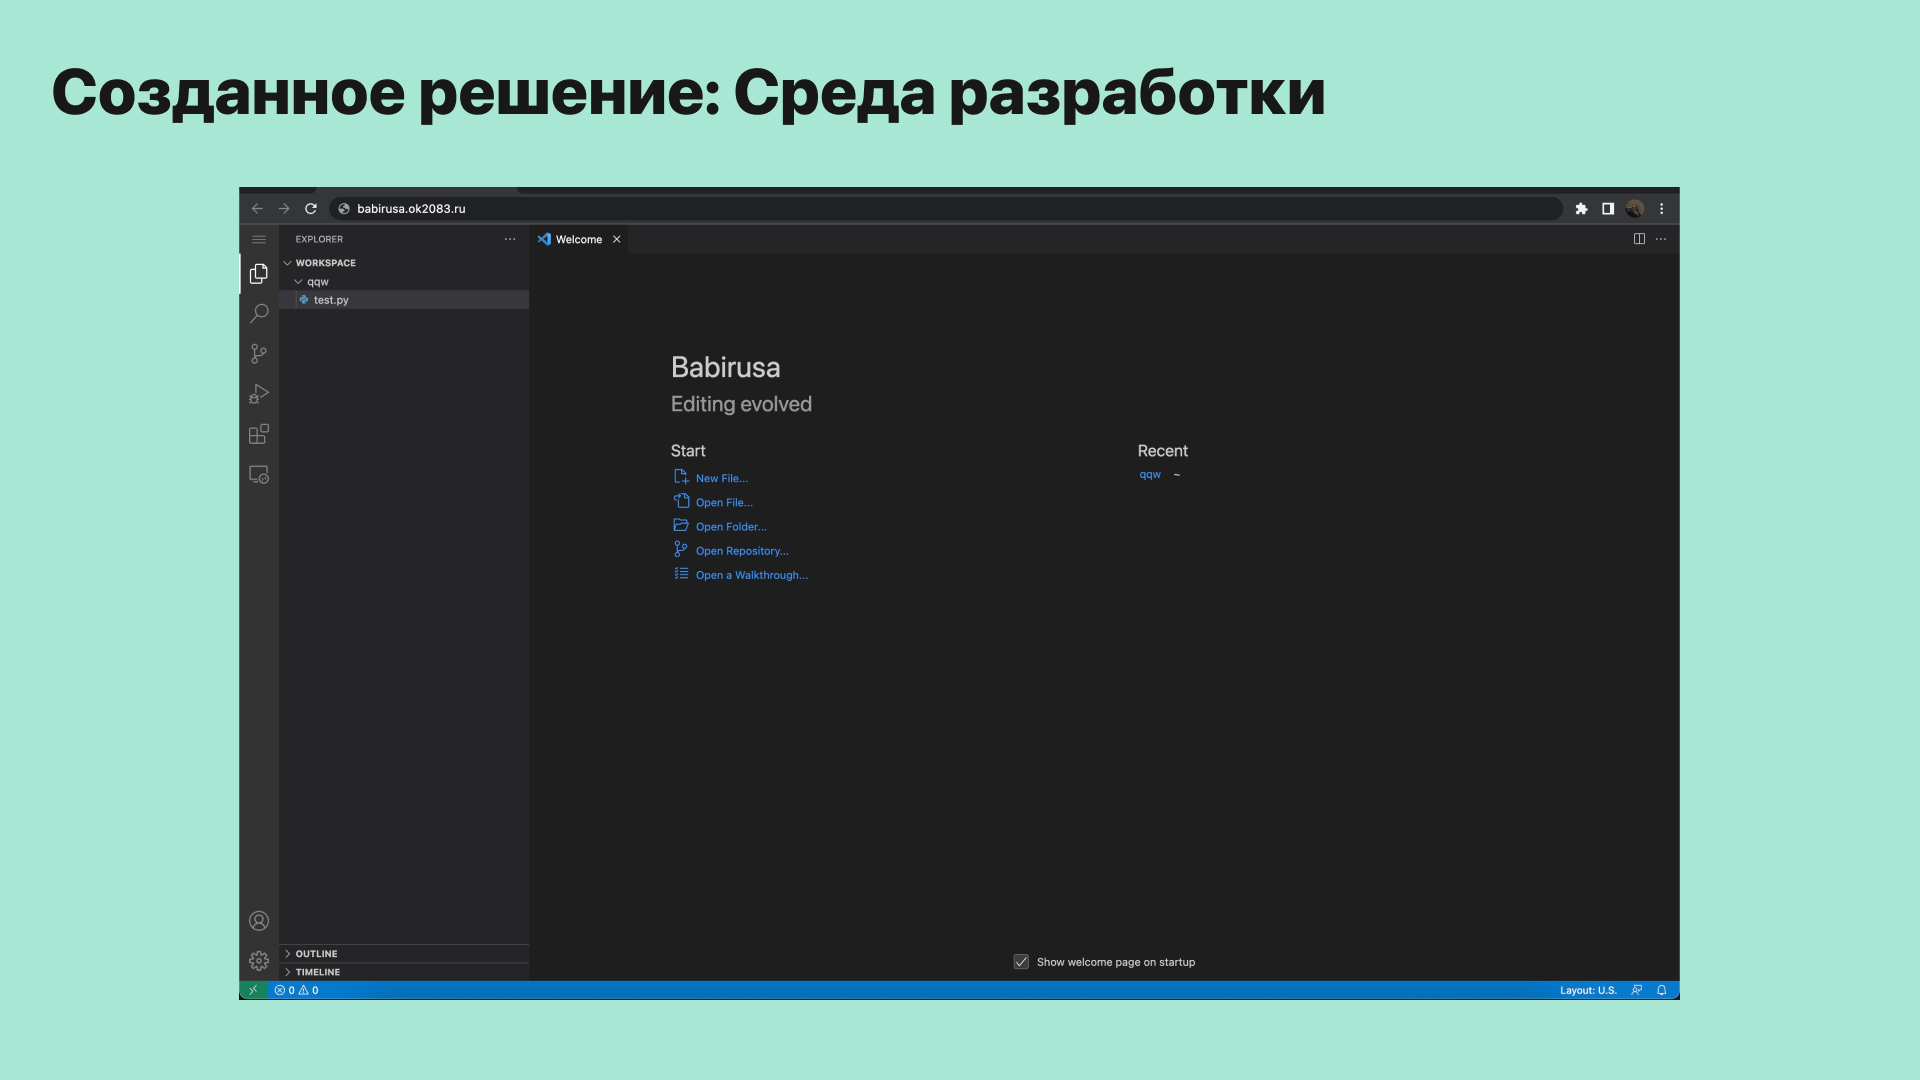 Созданное решение: Среда разработки
babirusa.ok2083.ru
EXPLORER
Welcome
WORKSPACE
qqw
test.py
Babirusa
Editing evolved
Start
New File...
Open File...
Open Folder...
Open Repository...
Open a Walkthrough...
Recent
qqw ~
OUTLINE
TIMELINE
Show welcome page on startup
0 0
Layout: U.S.